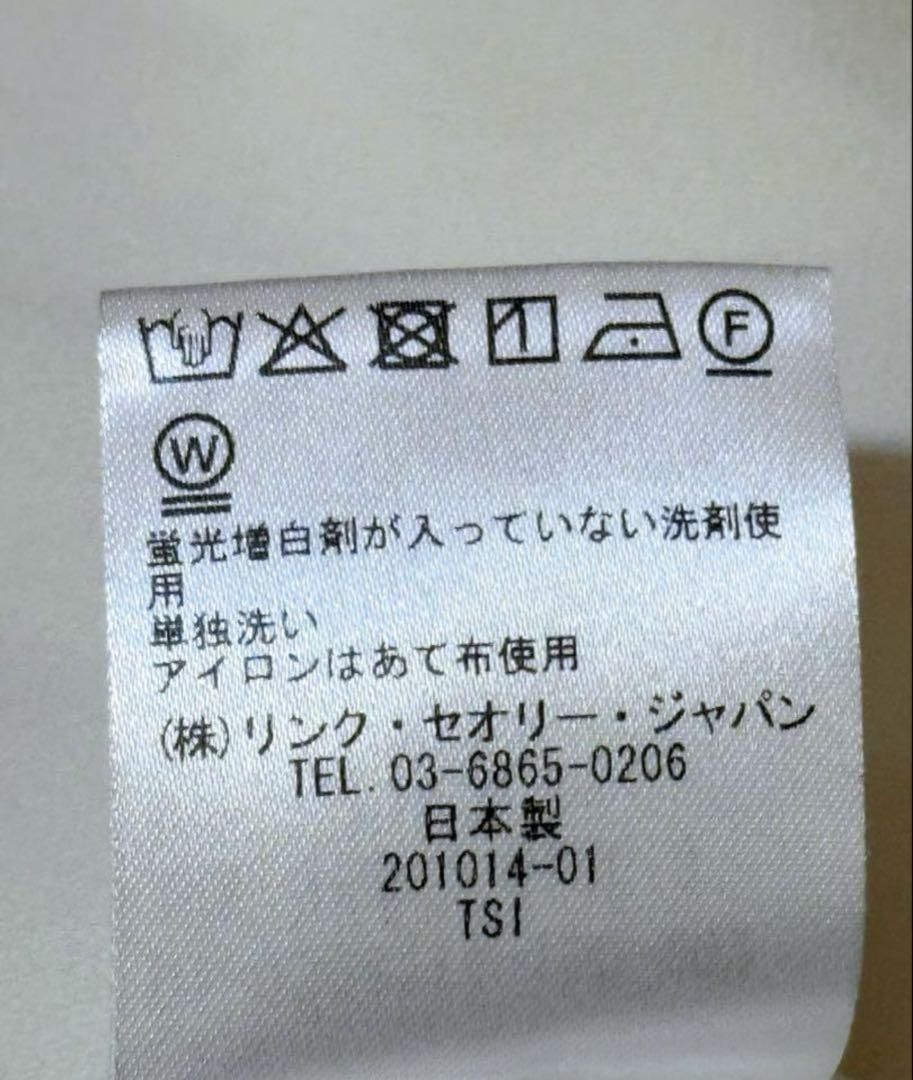 F
W
蛍光増白剤が入っていない洗剤使
用
単独洗い
アイロンはあて布使用
(株)リンク・セオリー・ジャパン
TEL. 03-6865-0206
日本製
201014-01
TSI